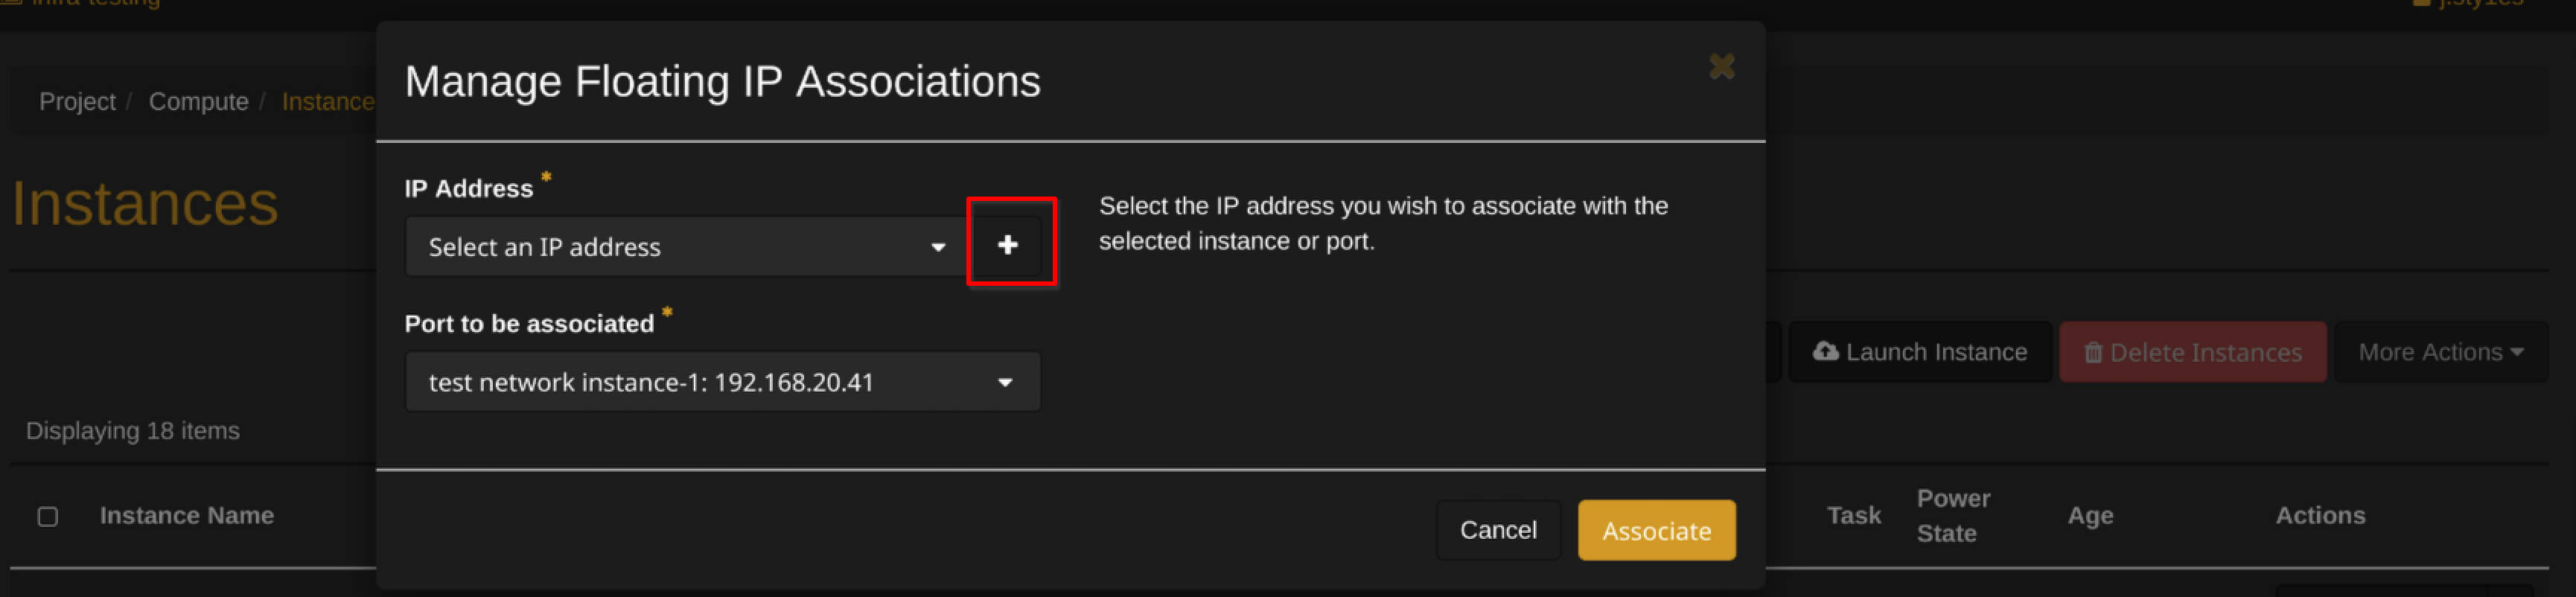 infra-testing
j.sty1es
Manage Floating IP Associations
Project / Compute / Instance
Instances
IP Address *
Select an IP address
Select the IP address you wish to associate with the
selected instance or port.
Port to be associated *
test network instance-1: 192.168.20.41
Launch Instance
Delete Instances
More Actions
Displaying 18 items
Cancel
Associate
Instance Name
Task
Power
State
Age
Actions